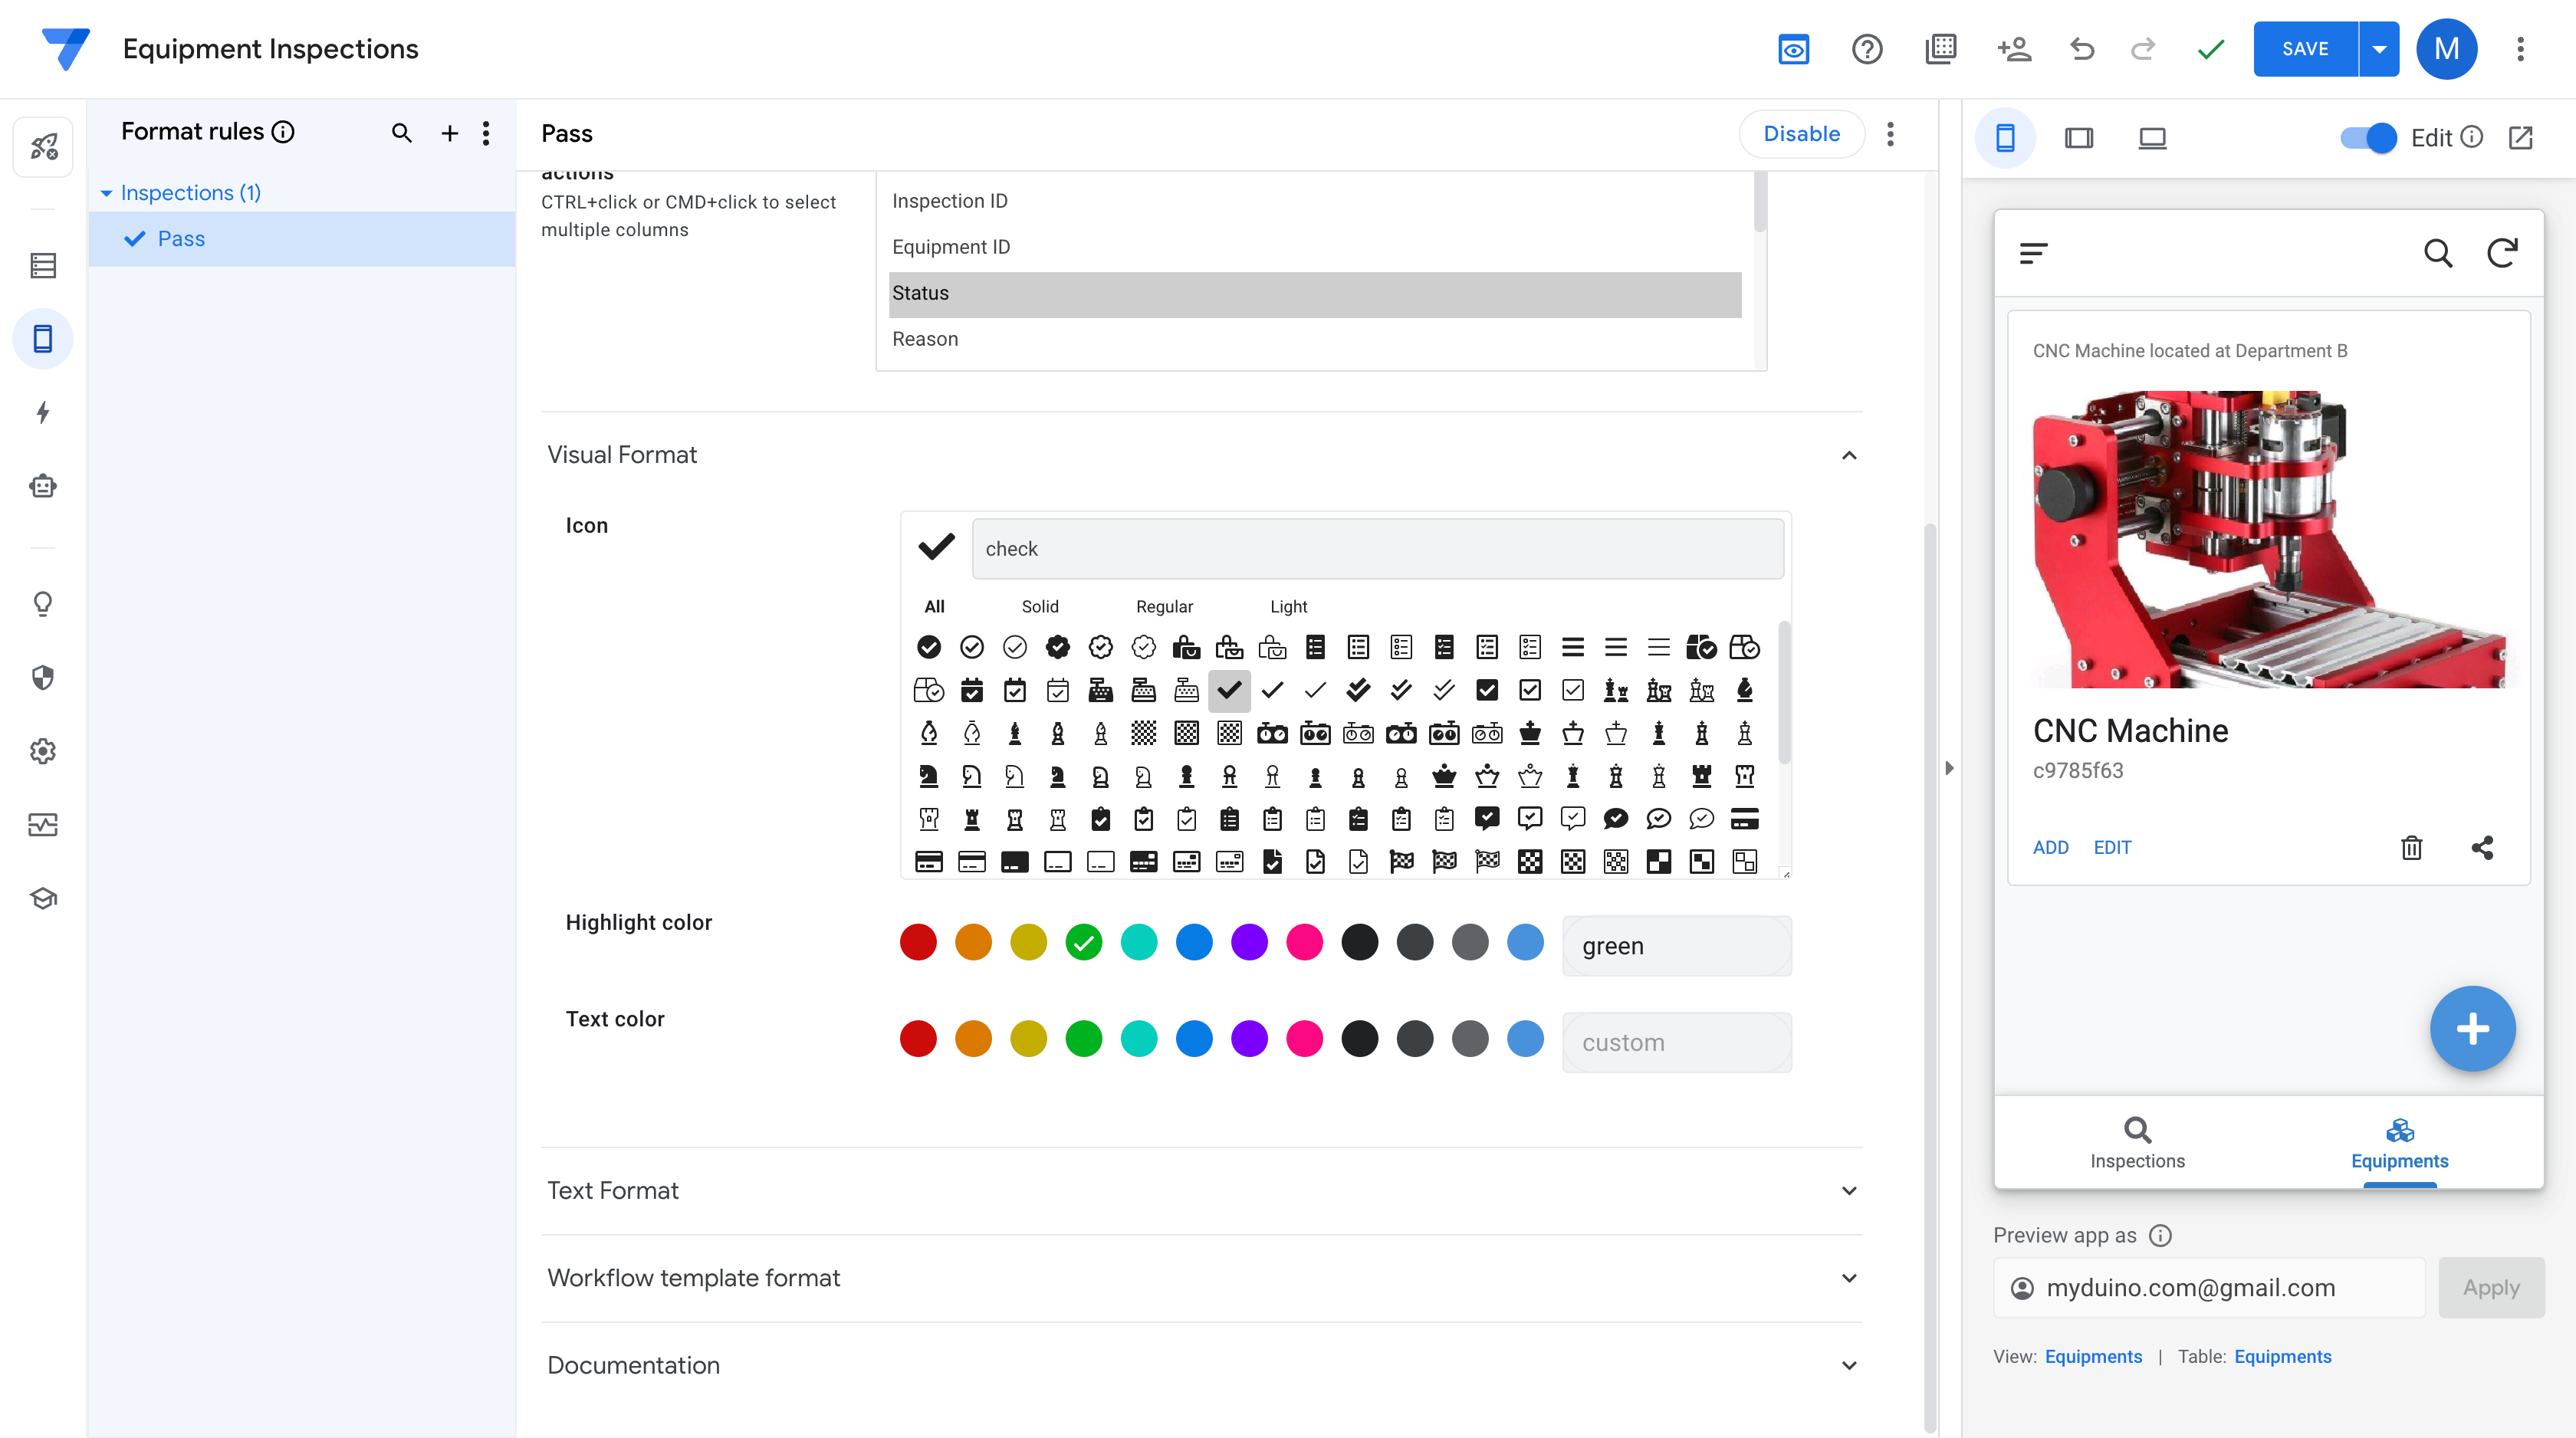 Equipment Inspections
SAVE
M
Format rules
Inspections (1)
Pass
Pass
Disable
actions
CTRL+click or CMD+click to select
multiple columns
Inspection ID
Equipment ID
Status
Reason
Visual Format
Icon
check
All Solid Regular Light
Highlight color
green
Text color
custom
Text Format
Workflow template format
Documentation
Edit
CNC Machine located at Department B
CNC Machine
c9785f63
ADD EDIT
Inspections
Equipments
Preview app as
myduino.com@gmail.com
Apply
View: Equipments | Table: Equipments